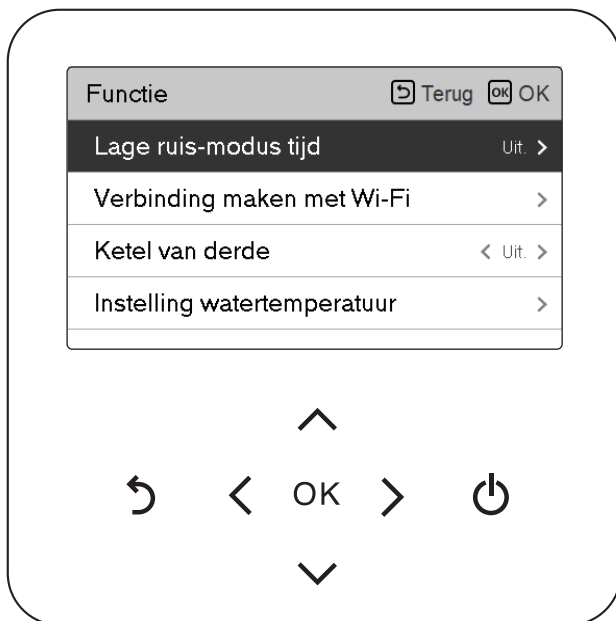 Functie Terug OK OK
Lage ruis-modus tijd Uit.
Verbinding maken met Wi-Fi
Ketel van derde Uit.
Instelling watertemperatuur
OK